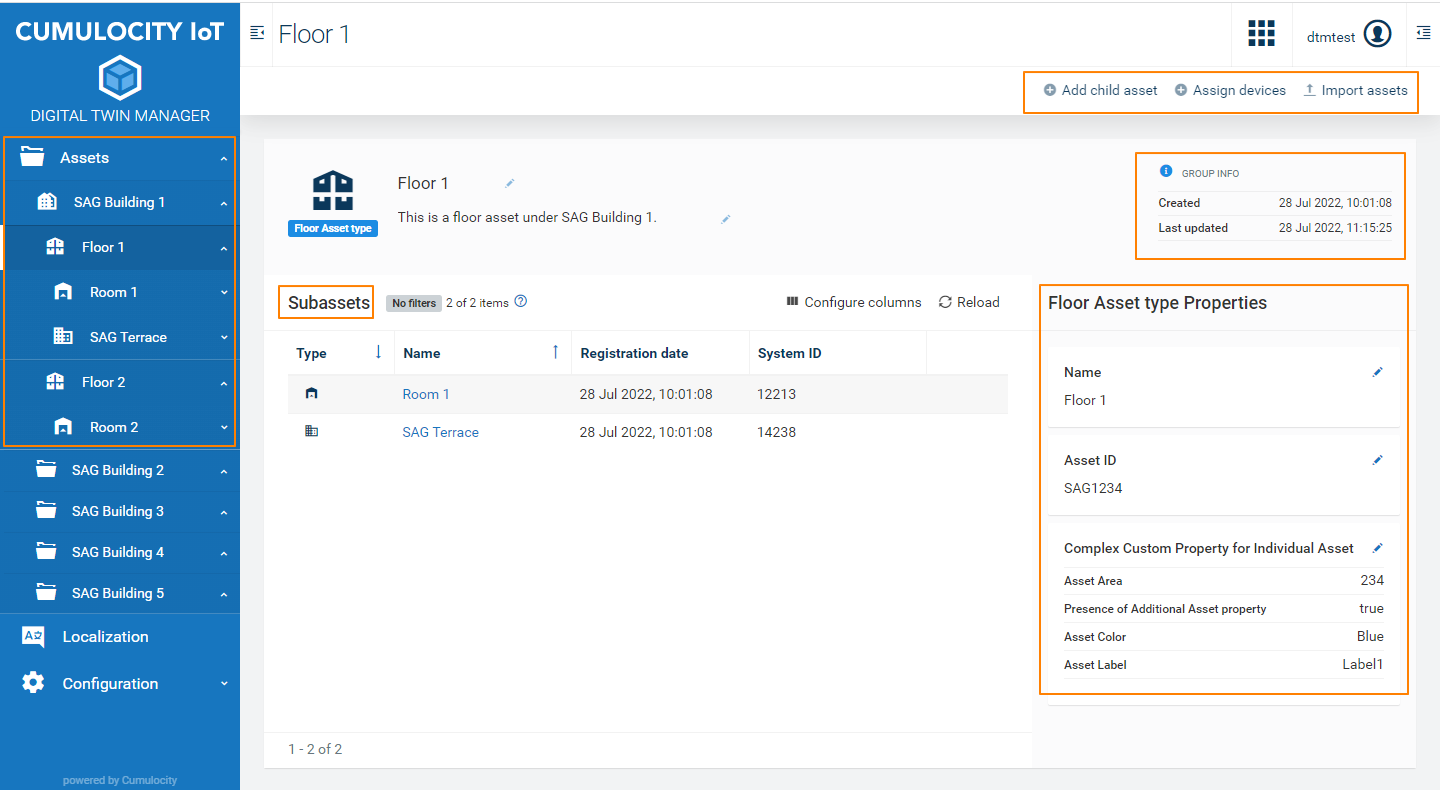 CUMULOCITY IoT
DIGITAL TWIN MANAGER
Assets
SAG Building 1
Floor 1
Room 1
SAG Terrace
Floor 2
Room 2
SAG Building 2
SAG Building 3
SAG Building 4
SAG Building 5
Localization
Configuration
powered by Cumulocity
Floor 1
dtmtest
Add child asset Assign devices Import assets
Floor Asset type
Floor 1
This is a floor asset under SAG Building 1.
GROUP INFO
Created 28 Jul 2022, 10:01:08
Last updated 28 Jul 2022, 11:15:25
Subassets No filters 2 of 2 items Configure columns Reload
Type Name Registration date System ID
Room 1 28 Jul 2022, 10:01:08 12213
SAG Terrace 28 Jul 2022, 10:01:08 14238
1 - 2 of 2
Floor Asset type Properties
Name
Floor 1
Asset ID
SAG1234
Complex Custom Property for Individual Asset
Asset Area 234
Presence of Additional Asset property true
Asset Color Blue
Asset Label Label1